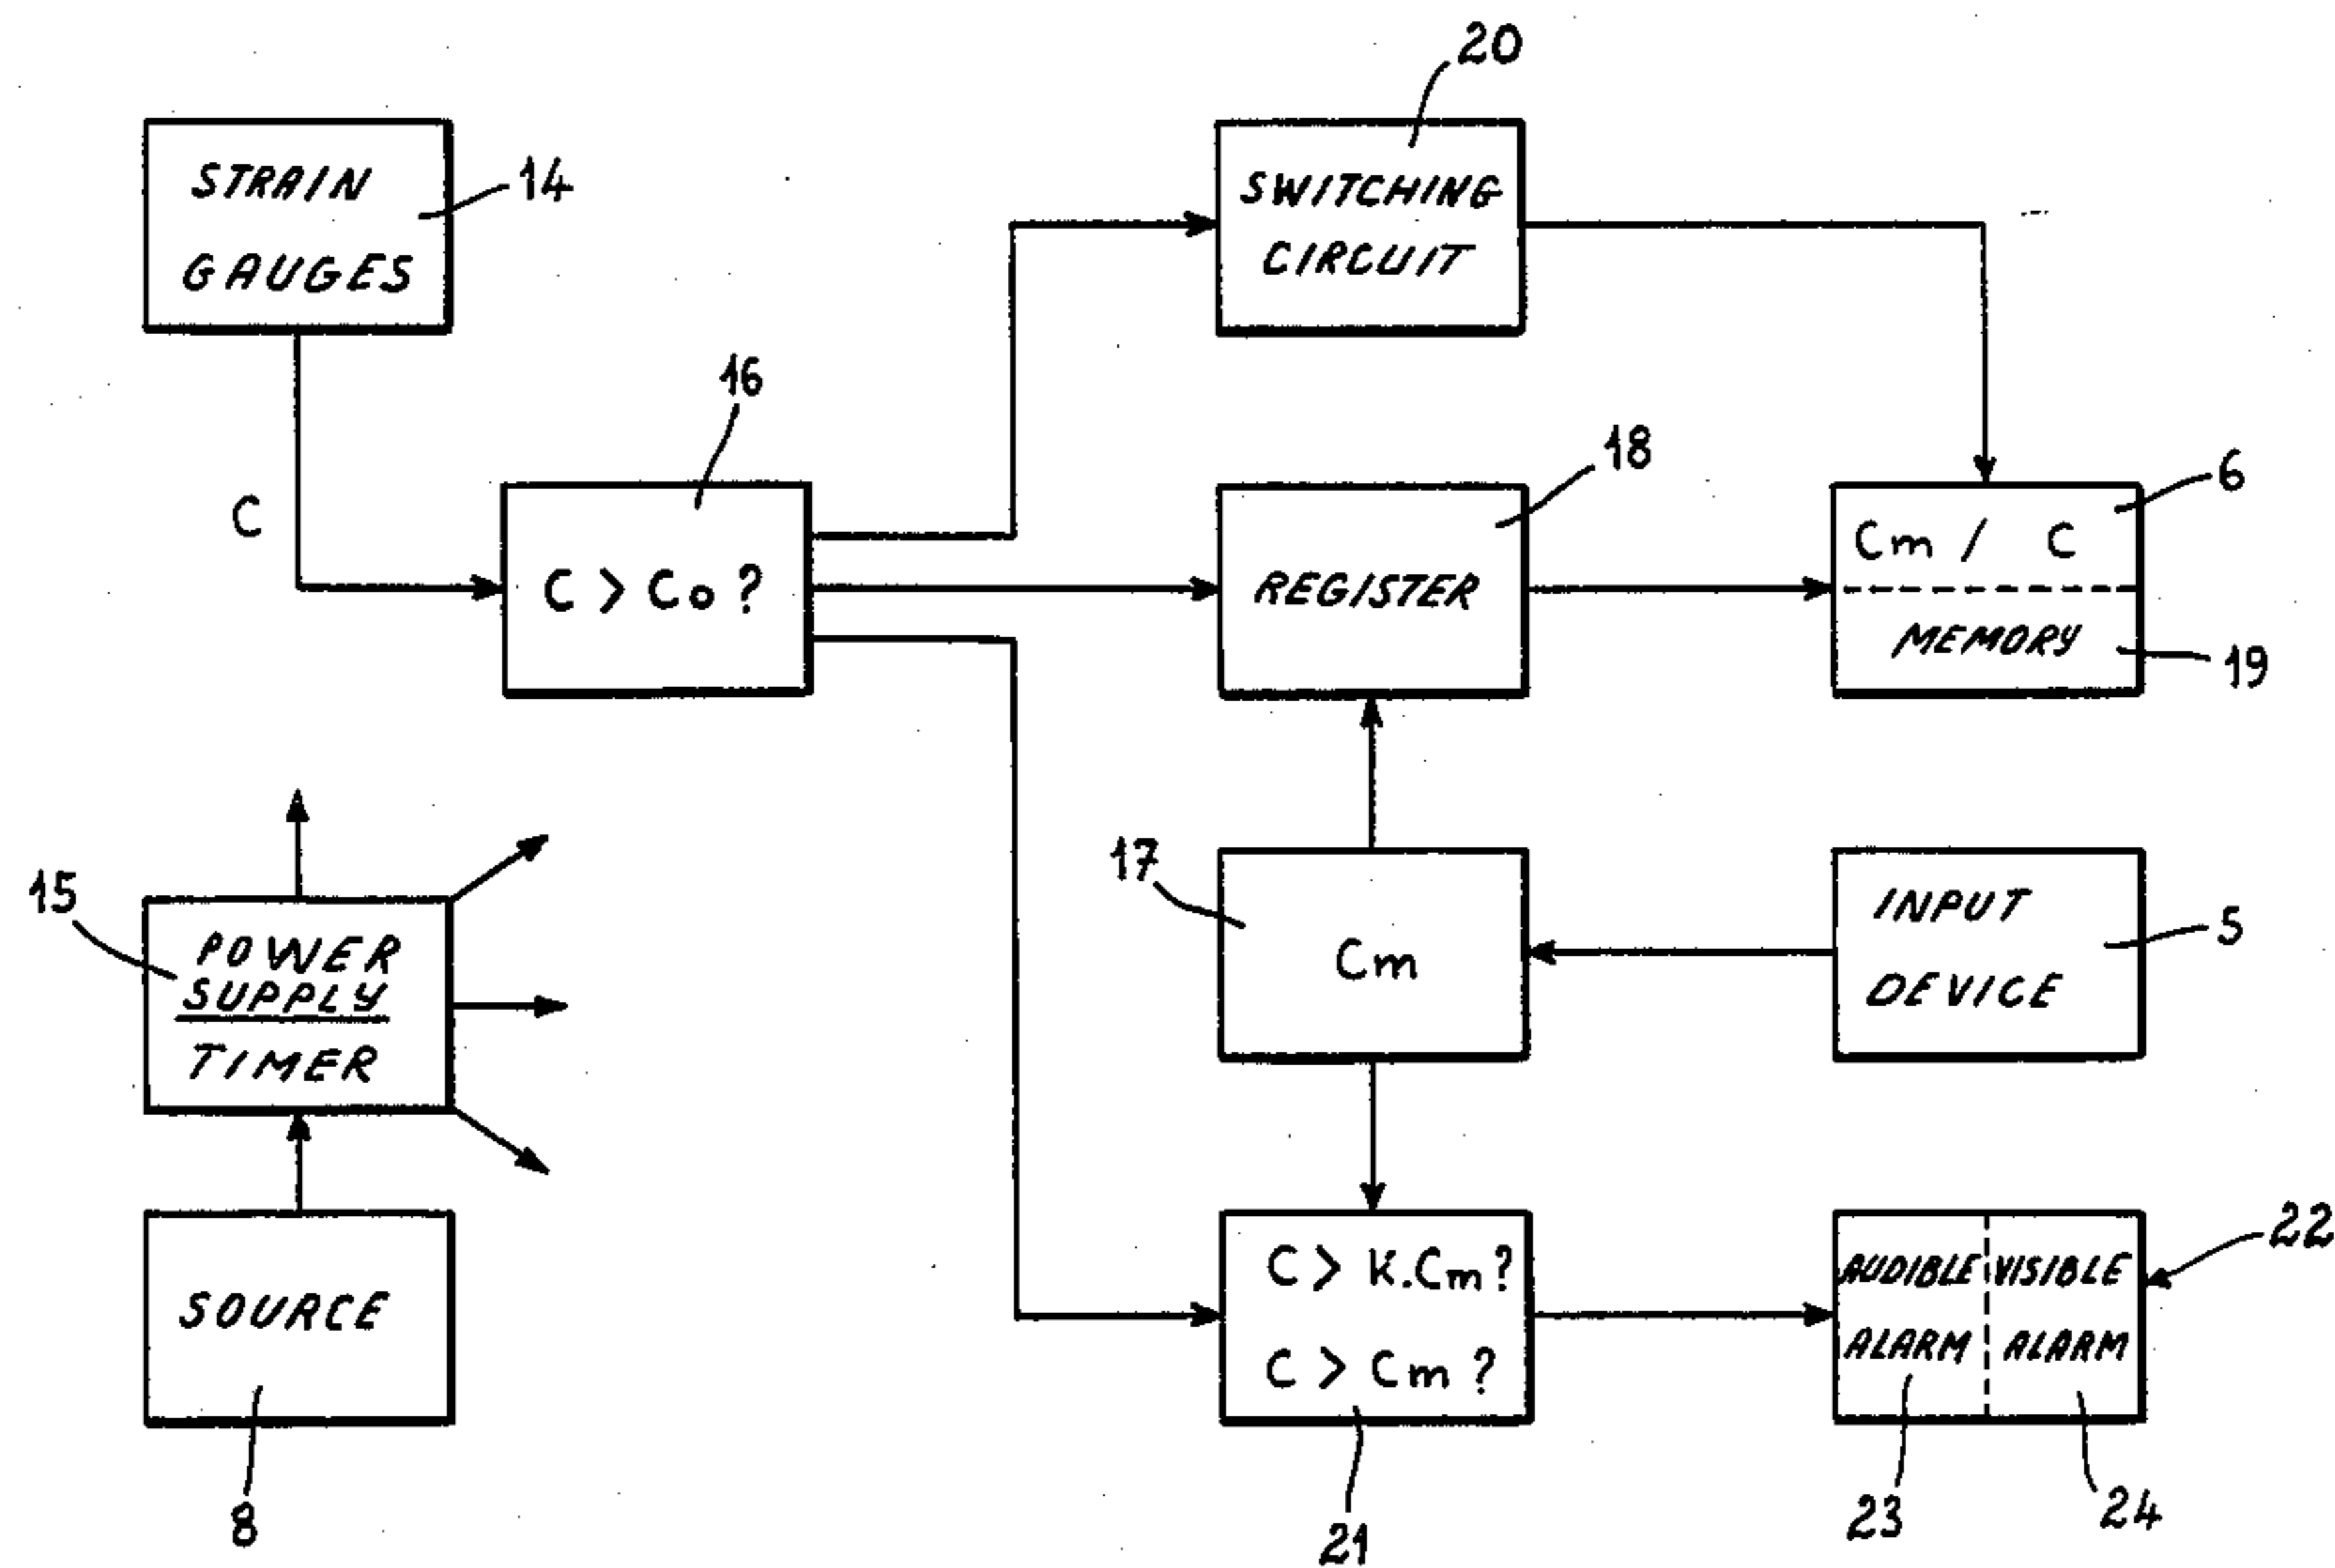 20
STRAIN
GAUGES
14
SWITCHING
CIRCUIT
16
18
6
C
C > Co ?
REGISTER
Cm / C
MEMORY
19
15
POWER
SUPPLY
TIMER
17
Cm
INPUT
DEVICE
5
SOURCE
8
C > K.Cm?
C > Cm ?
21
AUDIBLE
ALARM
VISIBLE
ALARM
22
23
24